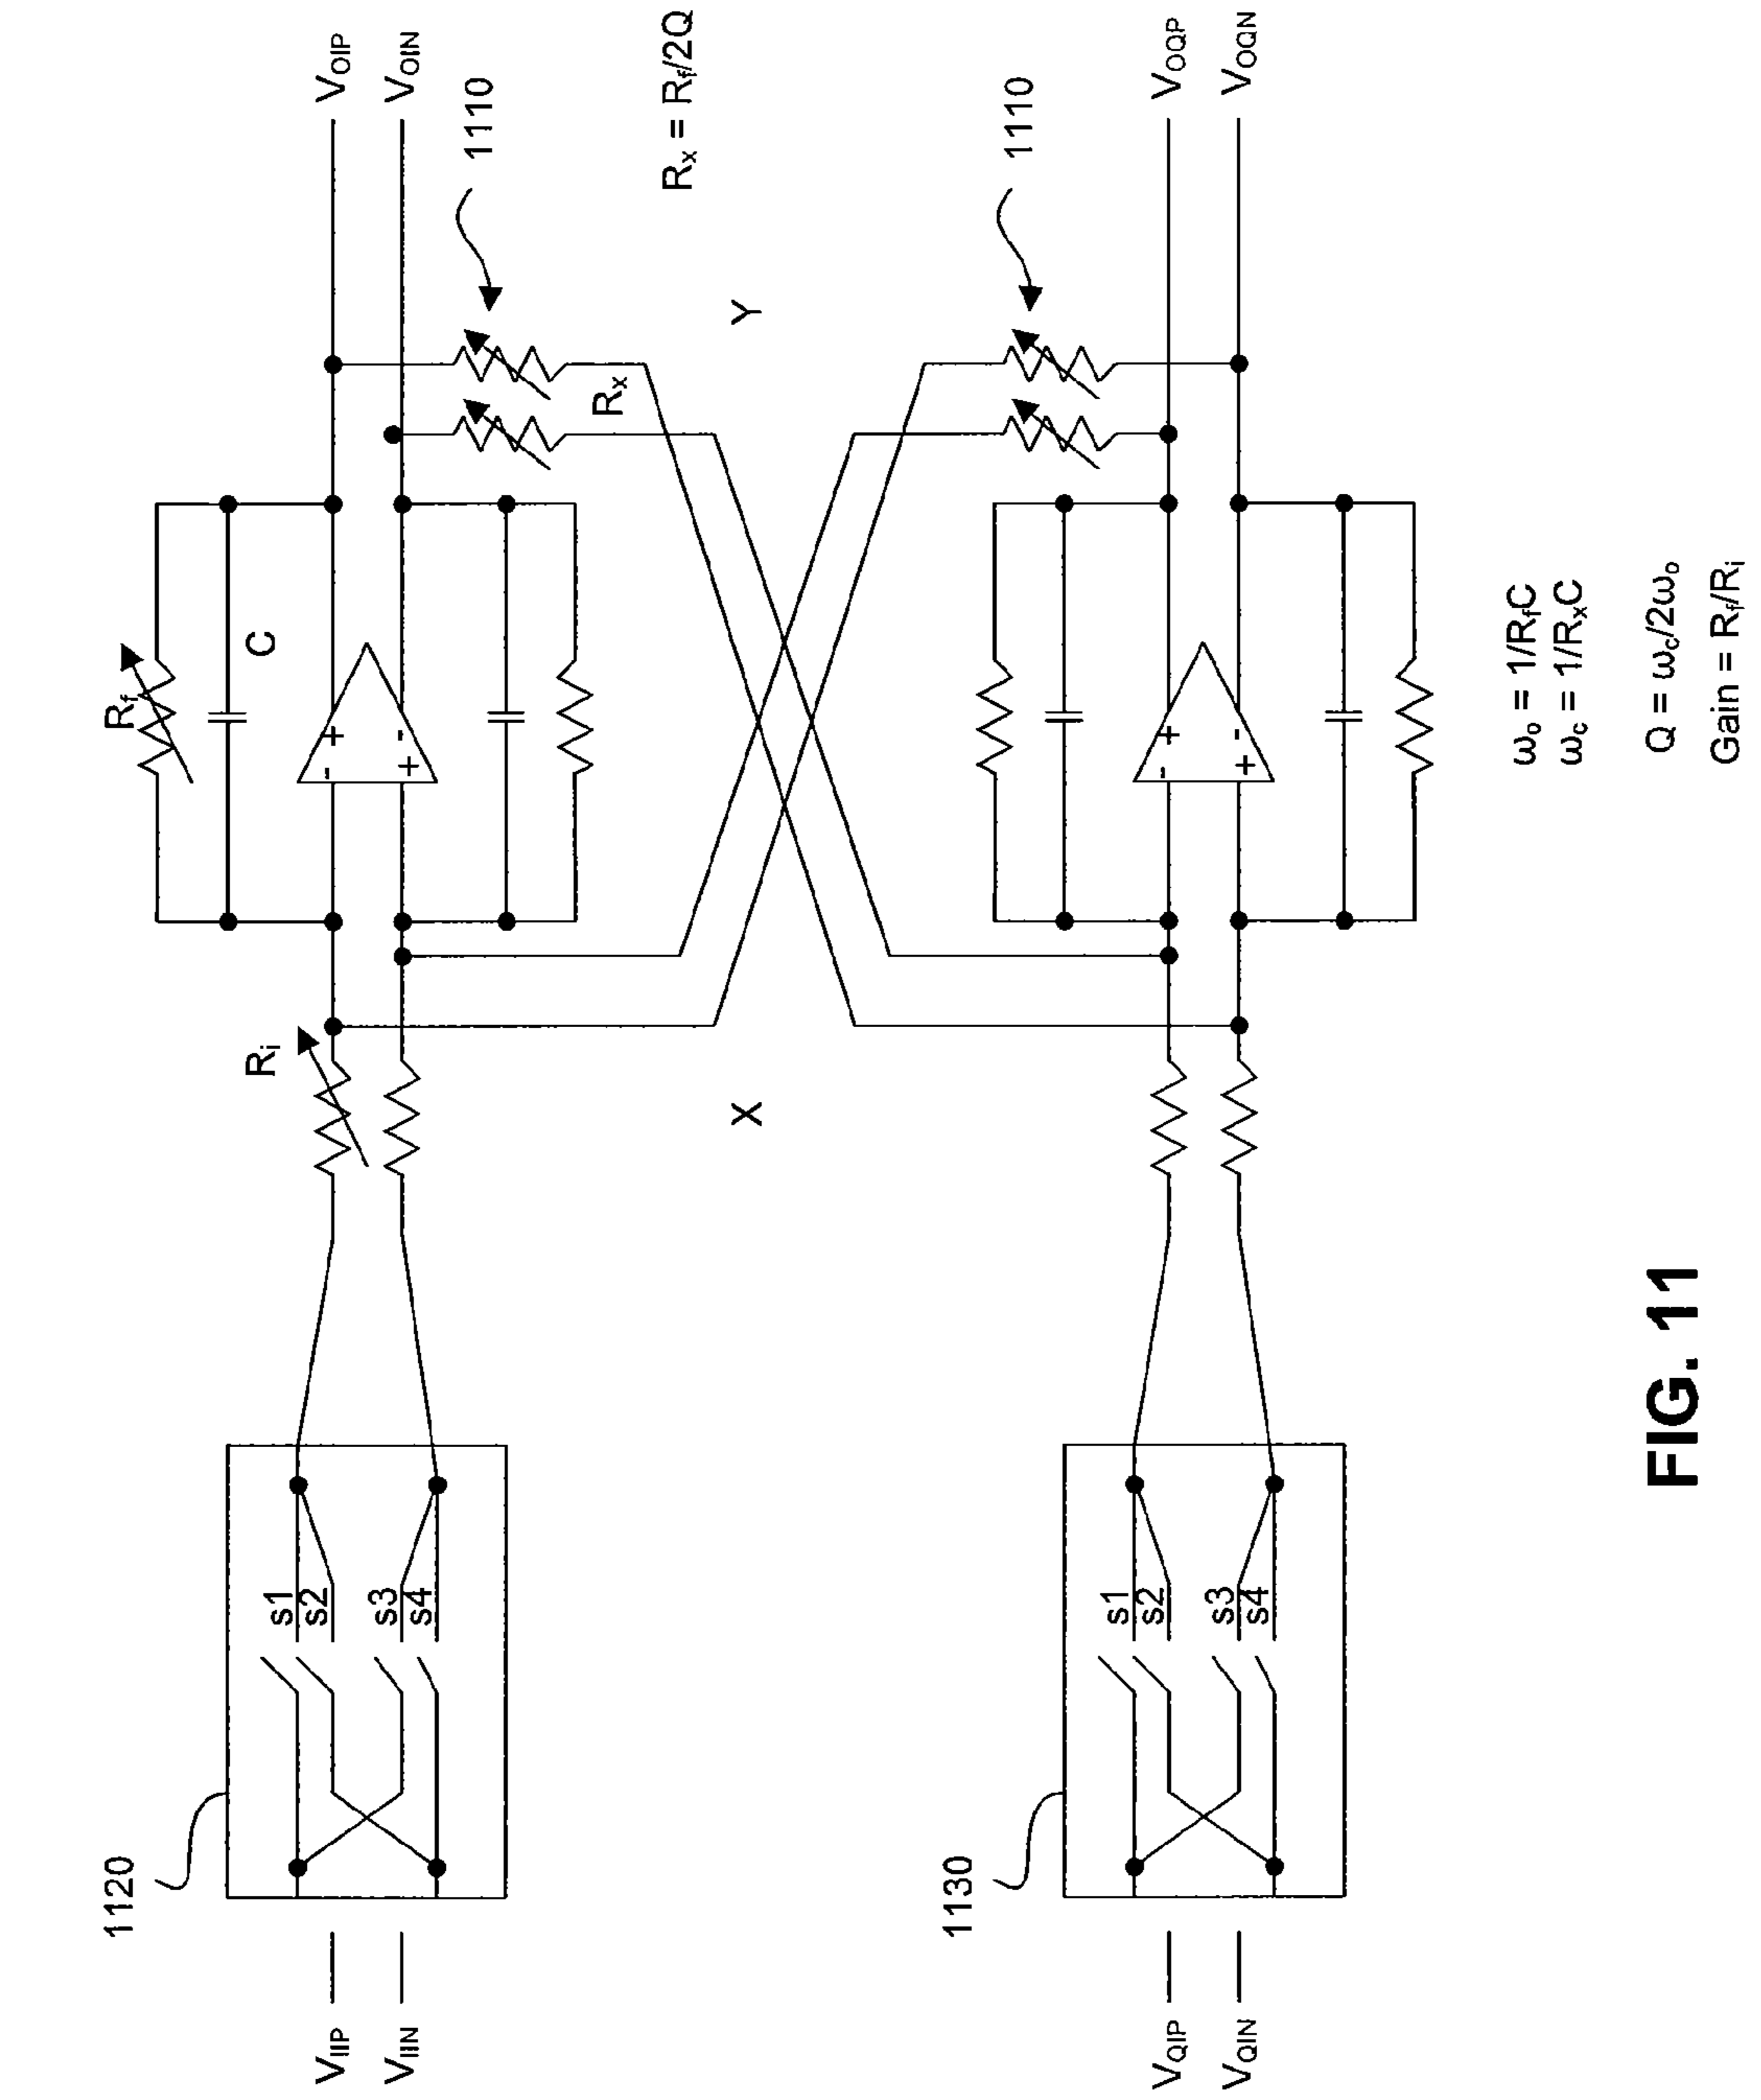 1120
V_IIP
V_IIN
s1
s2
s3
s4
R_i
R_f
C
-
+
+
-
V_OIP
V_OIN
1110
R_x
R_x = R_f/2Q
X
Y
1110
1130
V_QIP
V_QIN
s1
s2
s3
s4
-
+
+
-
V_OQP
V_OQN
ω_o = 1/R_fC
ω_c = 1/R_xC
Q = ω_c/2ω_o
Gain = R_f/R_i
FIG. 11